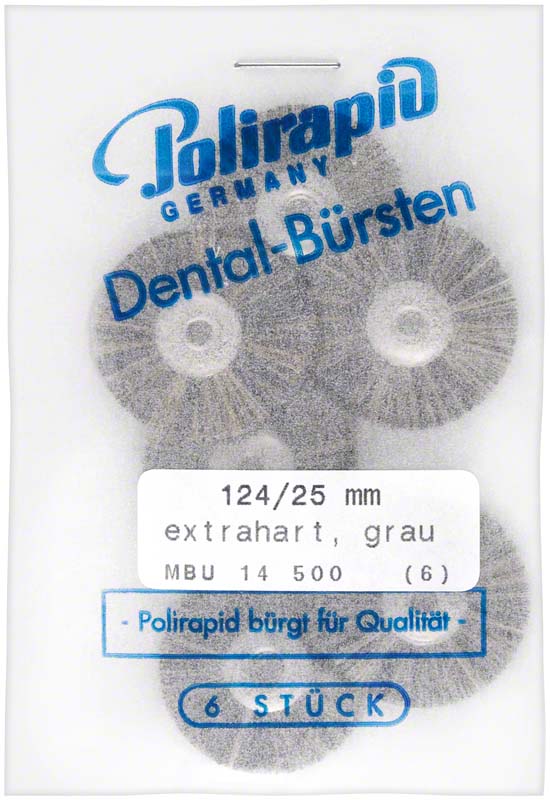 Polirapid
GERMANY
Dental-Bürsten
124/25 mm
extrahart, grau
MBU 14 500 (6)
- Polirapid bürgt für Qualität -
6 STÜCK